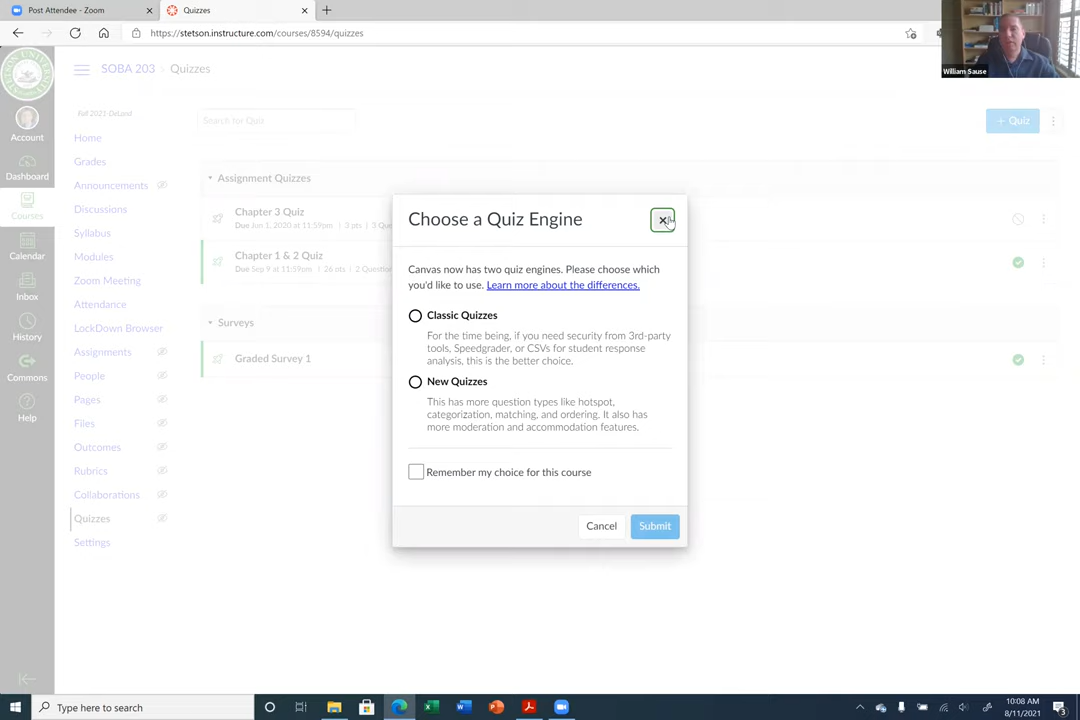 Post Attendee - Zoom
Quizzes
https://stetson.instructure.com/courses/8594/quizzes
William Sause
SOBA 203 › Quizzes
Fall 2021-DeLand
Search for Quiz
+ Quiz
Account
Dashboard
Courses
Calendar
Inbox
History
Commons
Help
Home
Grades
Announcements
Discussions
Syllabus
Modules
Zoom Meeting
Attendance
LockDown Browser
Assignments
People
Pages
Files
Outcomes
Rubrics
Collaborations
Quizzes
Settings
Assignment Quizzes
Chapter 3 Quiz
Due Jun 1, 2020 at 11:59pm | 3 pts | 3 Que
Chapter 1 & 2 Quiz
Due Sep 9 at 11:59pm | 26 pts | 2 Question
Surveys
Graded Survey 1
Choose a Quiz Engine
Canvas now has two quiz engines. Please choose which
you'd like to use. Learn more about the differences.
Classic Quizzes
For the time being, if you need security from 3rd-party
tools, Speedgrader, or CSVs for student response
analysis, this is the better choice.
New Quizzes
This has more question types like hotspot,
categorization, matching, and ordering. It also has
more moderation and accommodation features.
Remember my choice for this course
Cancel
Submit
Type here to search
10:08 AM
8/11/2021
3